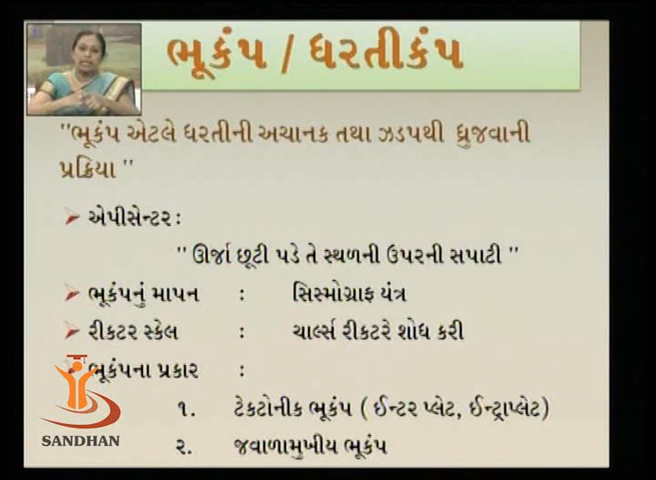 ભૂકંપ / ધરતીકંપ
"ભૂકંપ એટલે ધરતીની અચાનક તથા ઝડપથી ધ્રુજવાની
પ્રક્રિયા "
એપીસેન્ટર :
" ઊર્જા છૂટી પડે તે સ્થળની ઉપરની સપાટી "
ભૂકંપનું માપન : સિસ્મોગ્રાફ યંત્ર
રીકટર સ્કેલ : ચાર્લ્સ રીકટરે શોધ કરી
ભૂકંપના પ્રકાર :
૧. ટેકટોનીક ભૂકંપ ( ઈન્ટર પ્લેટ, ઈન્ટ્રાપ્લેટ)
૨. જવાળામુખીય ભૂકંપ
SANDHAN